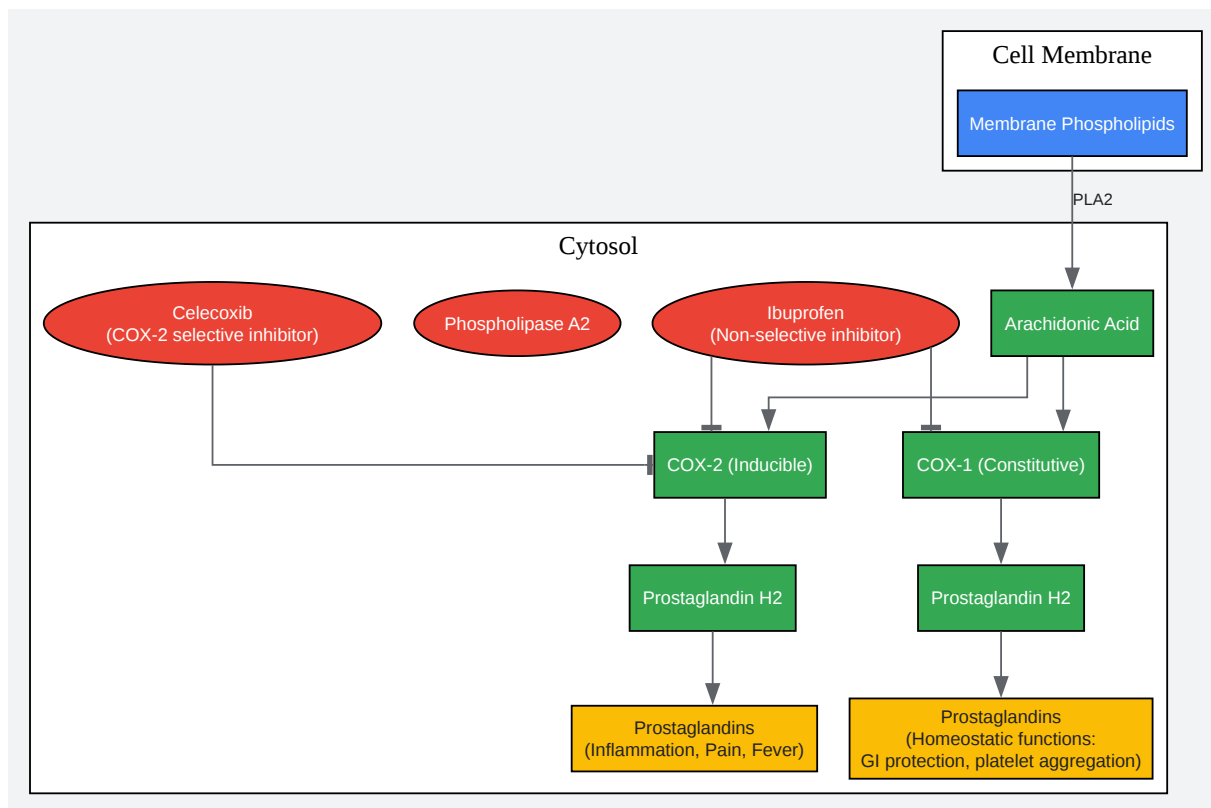 Cell Membrane
Membrane Phospholipids
PLA2
Cytosol
Celecoxib
(COX-2 selective inhibitor)
Phospholipase A2
Ibuprofen
(Non-selective inhibitor)
Arachidonic Acid
COX-2 (Inducible)
COX-1 (Constitutive)
Prostaglandin H2
Prostaglandin H2
Prostaglandins
(Inflammation, Pain, Fever)
Prostaglandins
(Homeostatic functions:
GI protection, platelet aggregation)